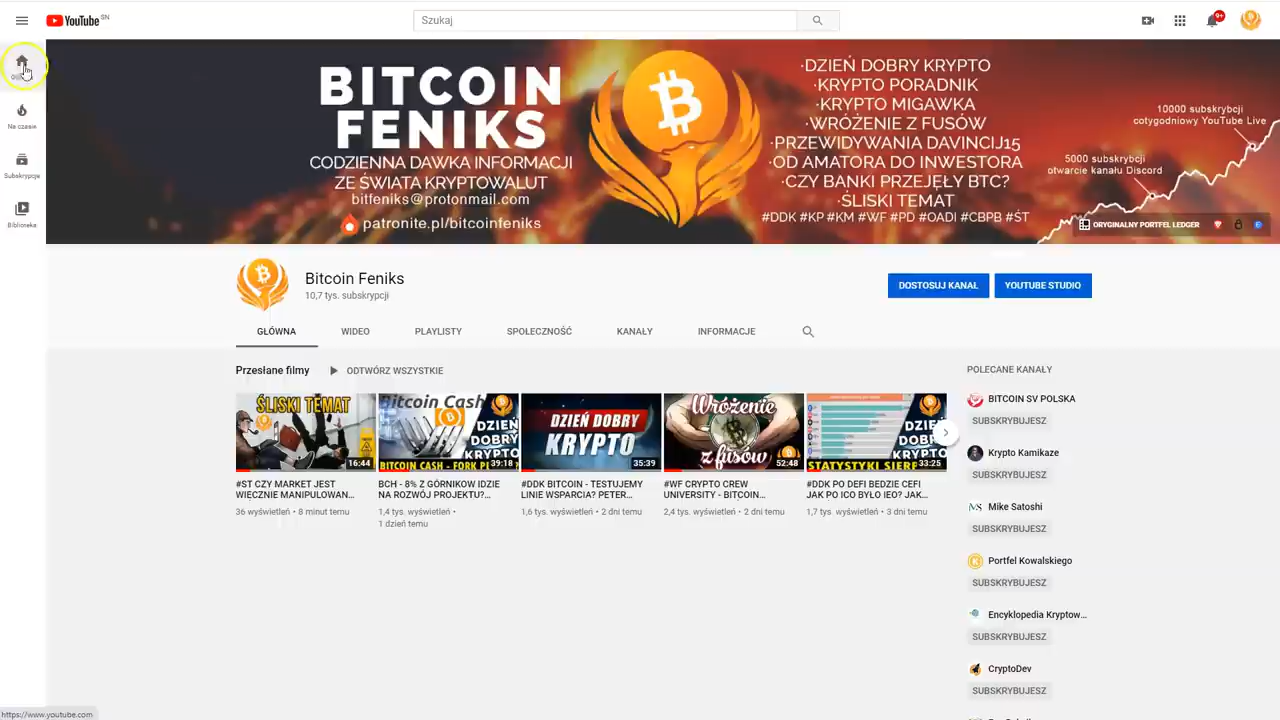 YouTube SN
Szukaj
9+
Na czasie
Subskrypcje
Biblioteka
BITCOIN
FENIKS
CODZIENNA DAWKA INFORMACJI
ZE ŚWIATA KRYPTOWALUT
bitfeniks@protonmail.com
patronite.pl/bitcoinfeniks
·DZIEŃ DOBRY KRYPTO
·KRYPTO PORADNIK
·KRYPTO MIGAWKA
·WRÓŻENIE Z FUSÓW
·PRZEWIDYWANIA DAVINCIJ15
·OD AMATORA DO INWESTORA
·CZY BANKI PRZEJĘŁY BTC?
·ŚLISKI TEMAT
#DDK #KP #KM #WF #PD #OADI #CBPB #ŚT
10000 subskrybcji
cotygodniowy YouTube Live
5000 subskrybcji
otwarcie kanału Discord
ORYGINALNY PORTFEL LEDGER
Bitcoin Feniks
10,7 tys. subskrypcji
DOSTOSUJ KANAŁ
YOUTUBE STUDIO
GŁÓWNA
WIDEO
PLAYLISTY
SPOŁECZNOŚĆ
KANAŁY
INFORMACJE
Przesłane filmy
ODTWÓRZ WSZYSTKIE
ŚLISKI TEMAT
16:44
#ST CZY MARKET JEST
WIĘCZNIE MANIPULOWAN...
36 wyświetleń • 8 minut temu
Bitcoin Cash
DZIEŃ
DOBRY
KRYPTO
39:18
BCH - 8% Z GÓRNIKOW IDZIE
NA ROZWÓJ PROJEKTU?...
1,4 tys. wyświetleń •
1 dzień temu
DZIEŃ DOBRY
KRYPTO
35:39
#DDK BITCOIN - TESTUJEMY
LINIE WSPARCIA? PETER...
1,6 tys. wyświetleń • 2 dni temu
Wróżenie
z fusów
52:48
#WF CRYPTO CREW
UNIVERSITY - BITCOIN...
2,4 tys. wyświetleń • 2 dni temu
33:25
#DDK PO DEFI BEDZIE CEFI
JAK PO ICO BYŁO IEO? JAK...
1,7 tys. wyświetleń • 3 dni temu
POLECANE KANAŁY
BITCOIN SV POLSKA
SUBSKRYBUJESZ
Krypto Kamikaze
SUBSKRYBUJESZ
Mike Satoshi
SUBSKRYBUJESZ
Portfel Kowalskiego
SUBSKRYBUJESZ
Encyklopedia Kryptow...
SUBSKRYBUJESZ
CryptoDev
SUBSKRYBUJESZ
https://www.youtube.com